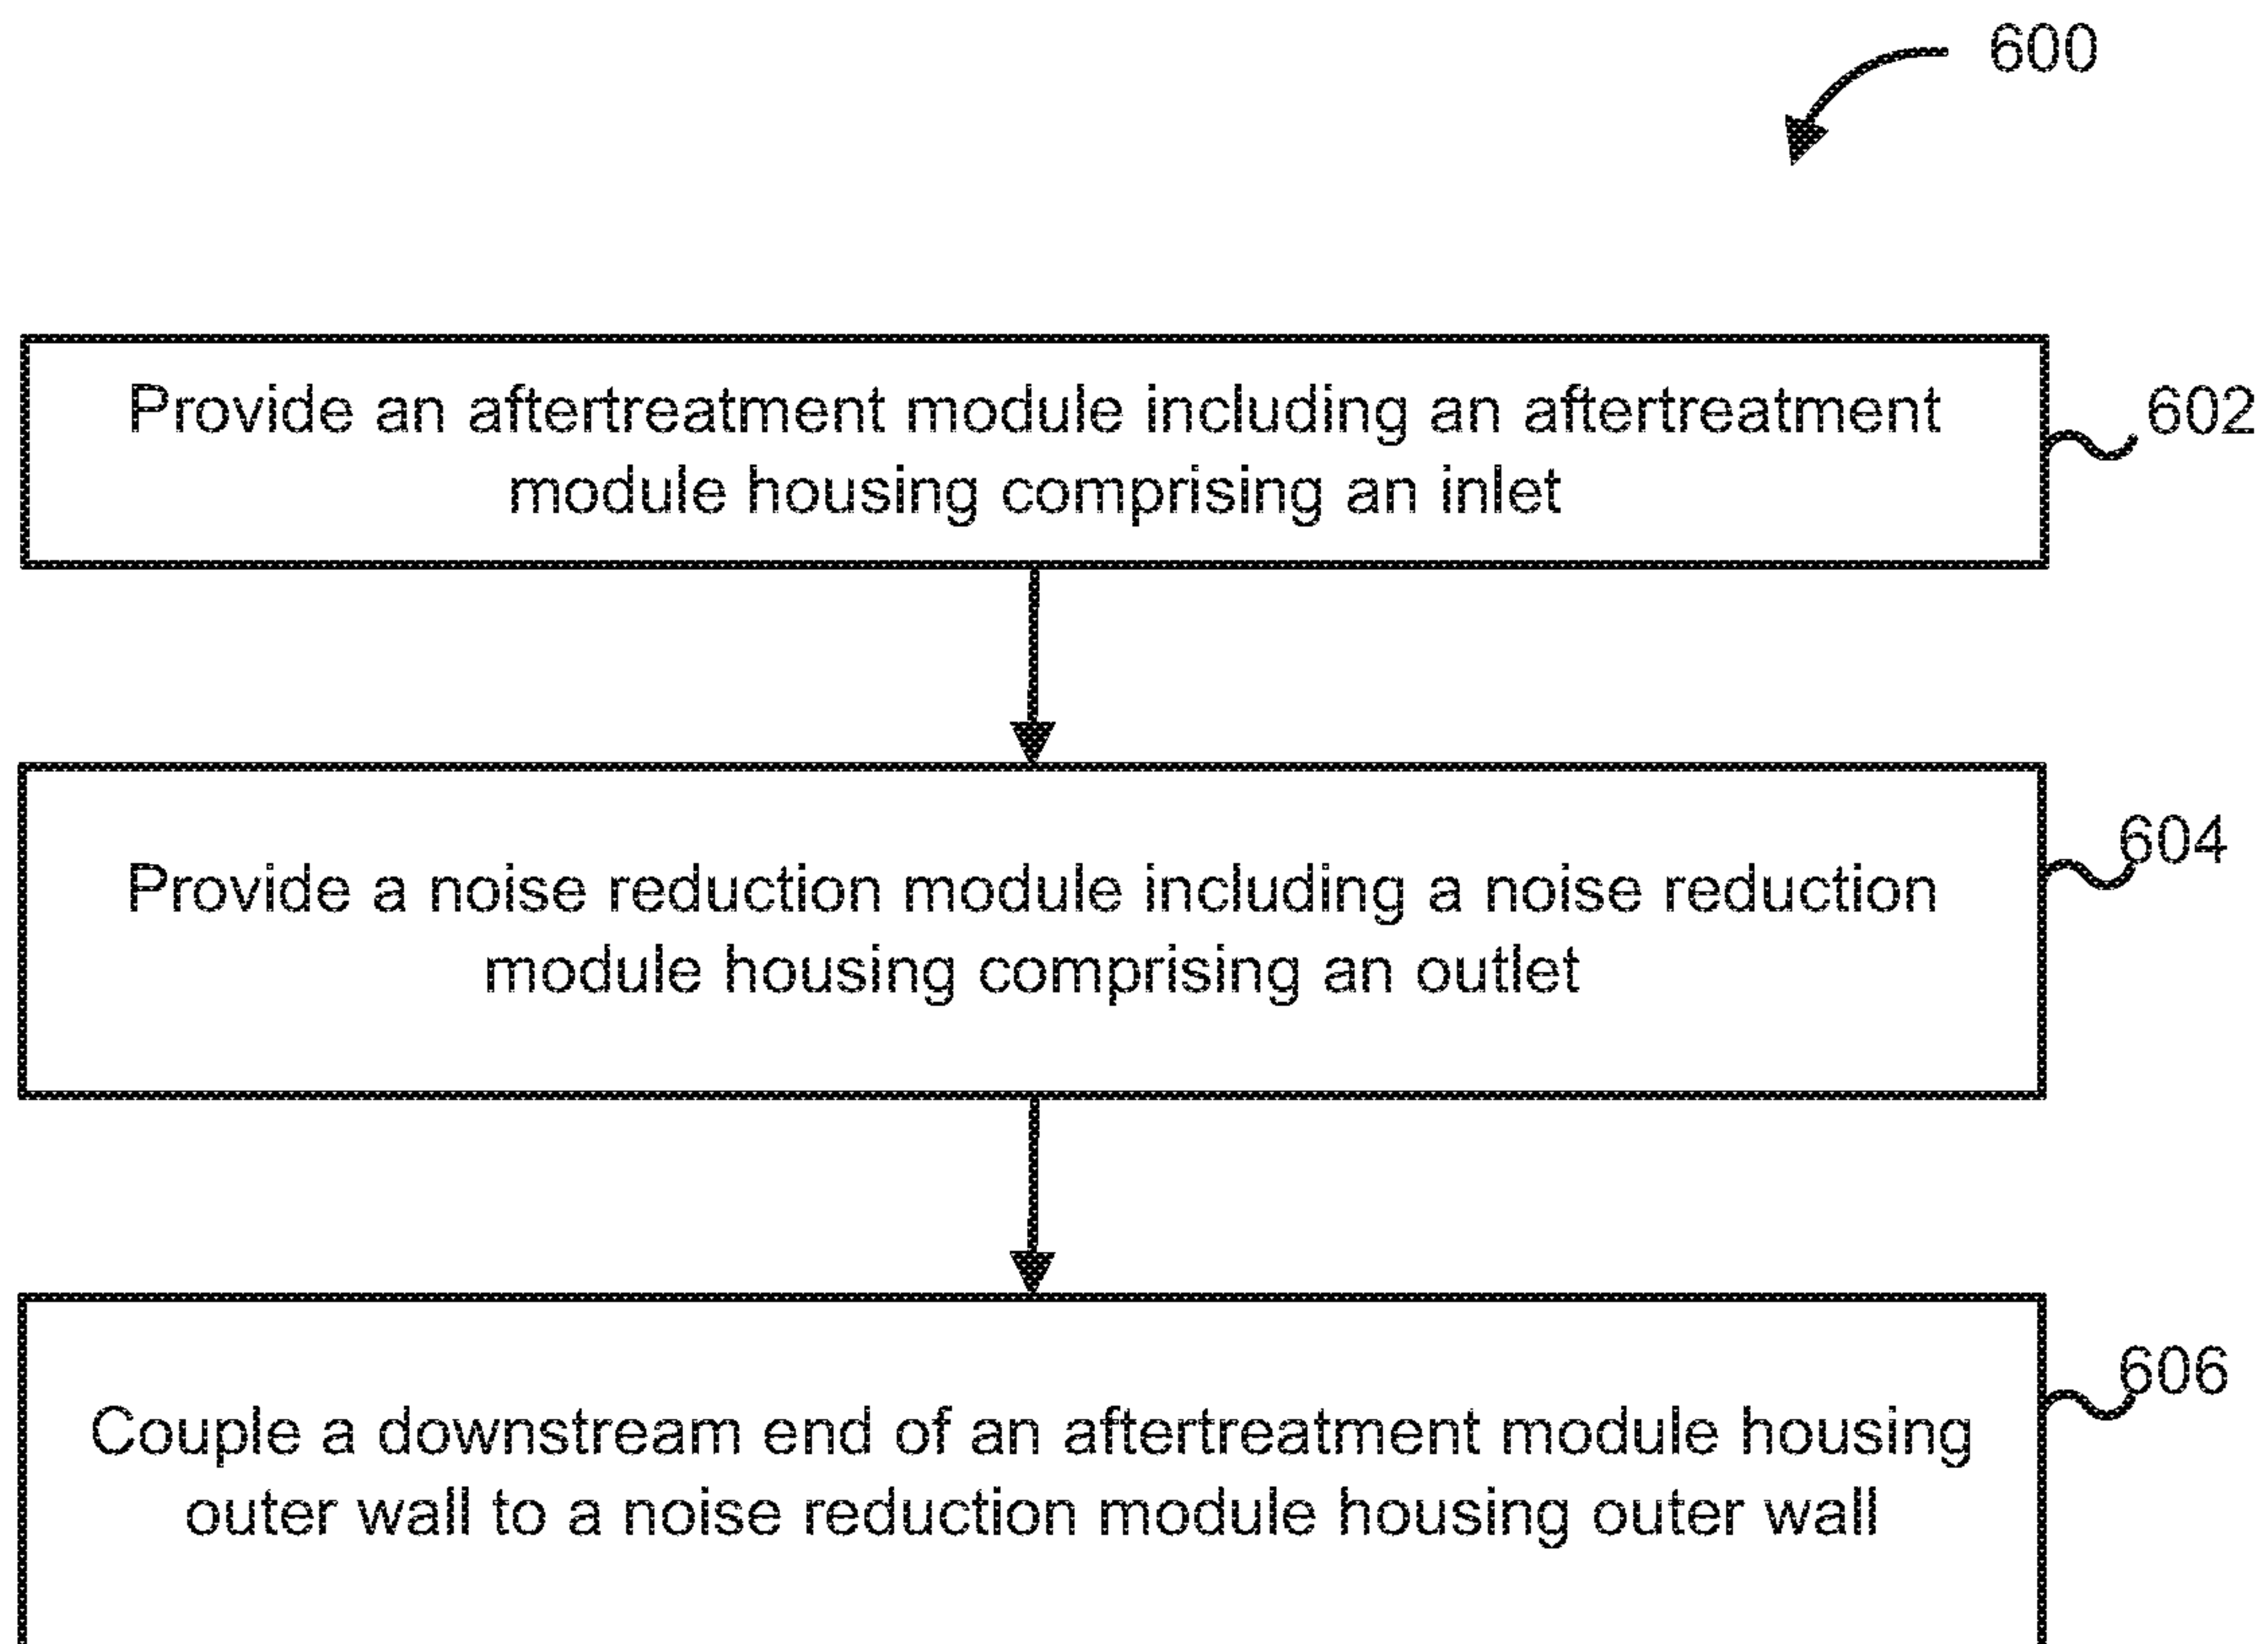 600
Provide an aftertreatment module including an aftertreatment
module housing comprising an inlet
602
Provide a noise reduction module including a noise reduction
module housing comprising an outlet
604
Couple a downstream end of an aftertreatment module housing
outer wall to a noise reduction module housing outer wall
606